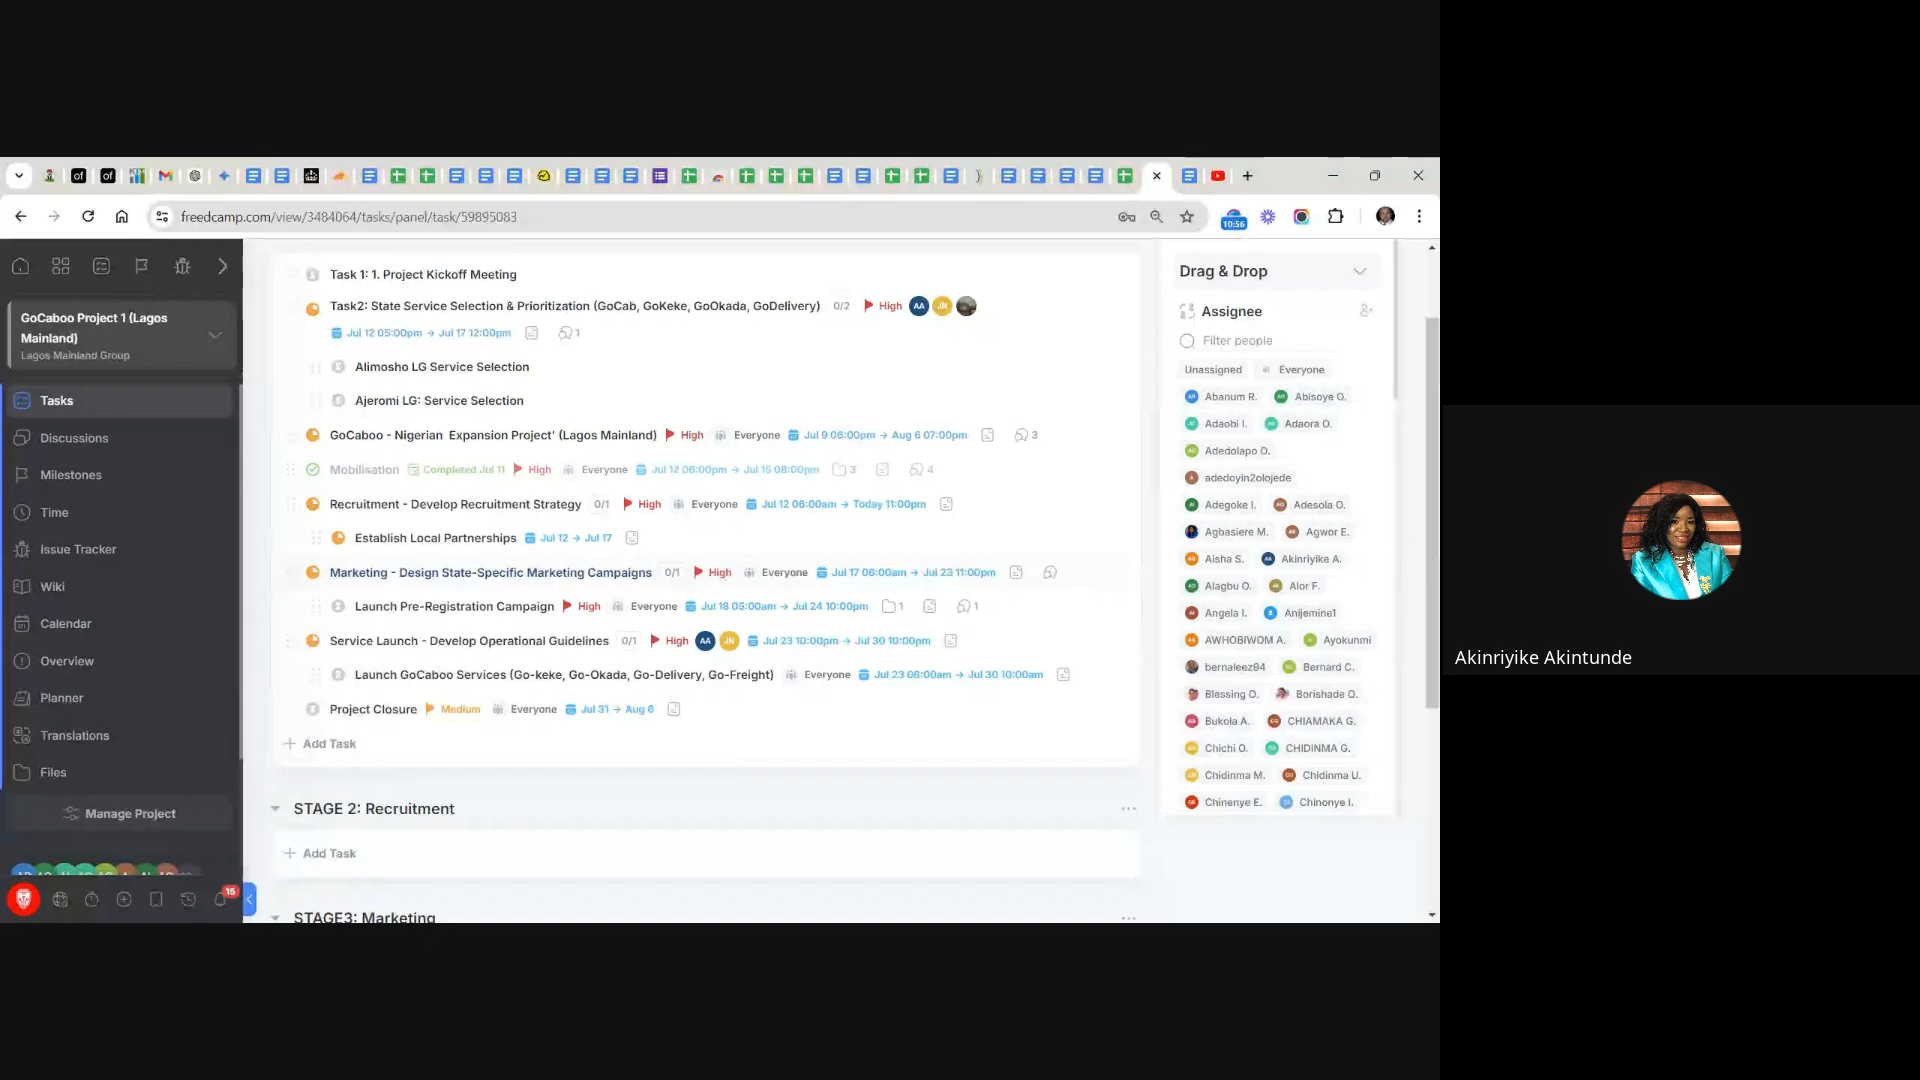 freedcamp.com/view/3484064/tasks/panel/task/59895083
10:56
GoCaboo Project 1 (Lagos Mainland)
Lagos Mainland Group
Tasks
Discussions
Milestones
Time
Issue Tracker
Wiki
Calendar
Overview
Planner
Translations
Files
Manage Project
15
Task 1: 1. Project Kickoff Meeting
Task2: State Service Selection & Prioritization (GoCab, GoKeke, GoOkada, GoDelivery) 0/2 High AA JN
Jul 12 05:00pm → Jul 17 12:00pm 1
Alimosho LG Service Selection
Ajeromi LG: Service Selection
GoCaboo - Nigerian Expansion Project' (Lagos Mainland) High Everyone Jul 9 08:00pm → Aug 6 07:00pm 3
Mobilisation Completed Jul 11 High Everyone Jul 12 06:00pm → Jul 15 08:00pm 3 4
Recruitment - Develop Recruitment Strategy 0/1 High Everyone Jul 12 06:00am → Today 11:00pm
Establish Local Partnerships Jul 12 → Jul 17
Marketing - Design State-Specific Marketing Campaigns 0/1 High Everyone Jul 17 06:00am → Jul 23 11:00pm
Launch Pre-Registration Campaign High Everyone Jul 18 05:00am → Jul 24 10:00pm 1 1
Service Launch - Develop Operational Guidelines 0/1 High AA JN Jul 23 10:00pm → Jul 30 10:00pm
Launch GoCaboo Services (Go-keke, Go-Okada, Go-Delivery, Go-Freight) Everyone Jul 23 06:00am → Jul 30 10:00am
Project Closure Medium Everyone Jul 31 → Aug 6
Add Task
STAGE 2: Recruitment
Add Task
STAGE3: Marketing
Drag & Drop
Assignee
Filter people
Unassigned Everyone
Abanum R. Abisoye O.
Adaobi I. Adaora O.
Adedolapo O.
adedoyin2olojede
Adegoke I. Adesola O.
Agbasiere M. Agwor E.
Aisha S. Akinriyike A.
Alagbu O. Alor F.
Angela I. Anijemine1
AWHOBIWOM A. Ayokunmi
bernaleez94 Bernard C.
Blessing O. Borishade O.
Bukola A. CHIAMAKA G.
Chichi O. CHIDINMA G.
Chidinma M. Chidinma U.
Chinenye E. Chinonye I.
Akinriyike Akintunde